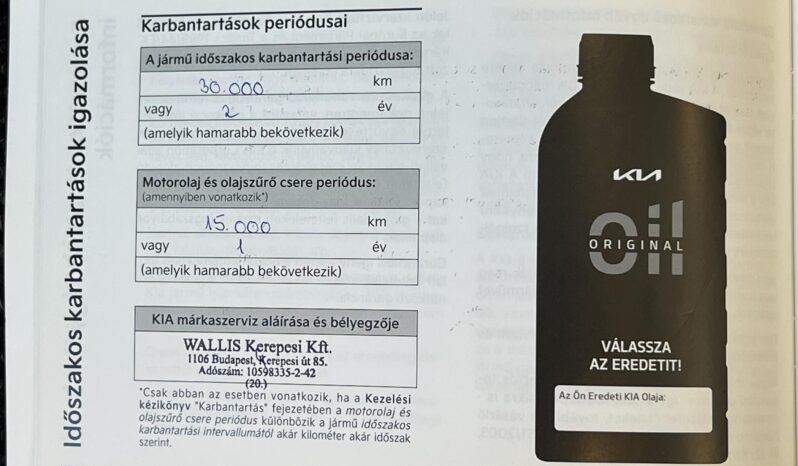 Időszakos karbantartások igazolása
Karbantartások periódusai
A jármű időszakos karbantartási periódusa:
30.000 km
vagy 2 év
(amelyik hamarabb bekövetkezik)
Motorolaj és olajszűrő csere periódus:
(amennyiben vonatkozik*)
15.000 km
vagy 1 év
(amelyik hamarabb bekövetkezik)
KIA márkaszerviz aláírása és bélyegzője
WALLIS Kerepesi Kft.
1106 Budapest, Kerepesi út 85.
Adószám: 10598335-2-42
(20.)
*Csak abban az esetben vonatkozik, ha a Kezelési
kézikönyv "Karbantartás" fejezetében a motorolaj és
olajszűrő csere periódus különbözik a jármű időszakos
karbantartási intervallumától akár kilométer akár időszak
szerint.
KIA
oil
ORIGINAL
VÁLASSZA
AZ EREDETIT!
Az Ön Eredeti KIA Olaja: